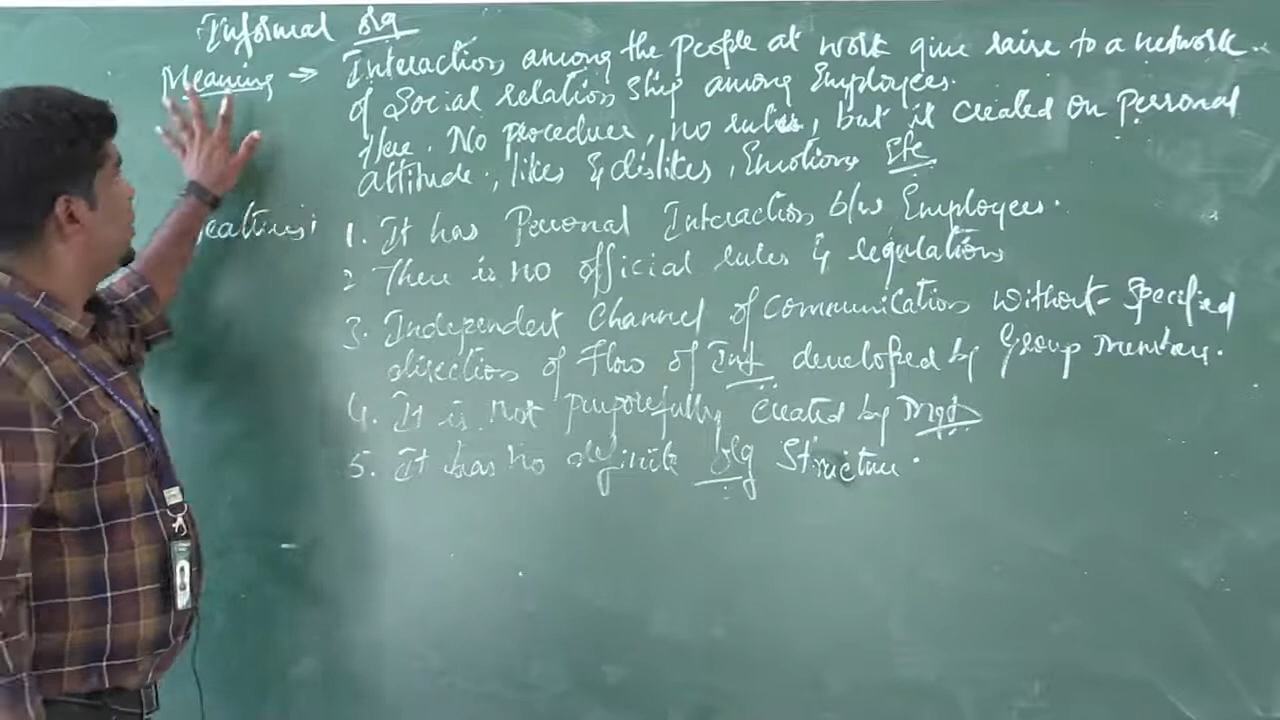 Informal org
Meaning → Interaction among the people at work give raise to a network
of Social relation ship among Employees.
Here. No procedure, no rules, but it created on Personal
attitude, likes & dislikes, Emotions Etc
eatures: 1. It has Personal Interaction b/w Employees.
2 There is no official rules & regulations
3. Independent Channel of Communication without Specified
direction of Flow of Inf developed by Group members.
4. It is not purposefully Created by Mgt
5. It has no definite Org Structure.